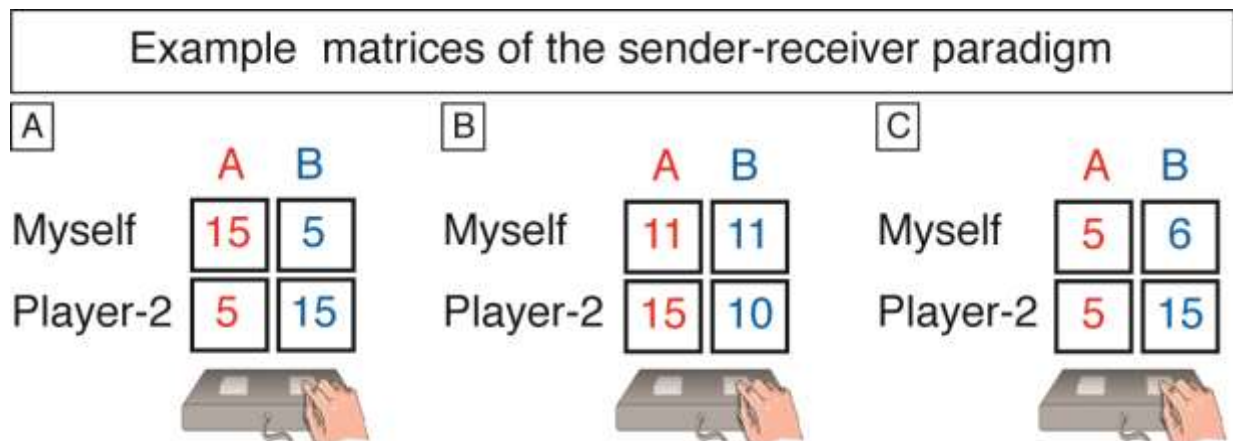 Example matrices of the sender-receiver paradigm
A
A B
Myself 15 5
Player-2 5 15
B
A B
Myself 11 11
Player-2 15 10
C
A B
Myself 5 6
Player-2 5 15